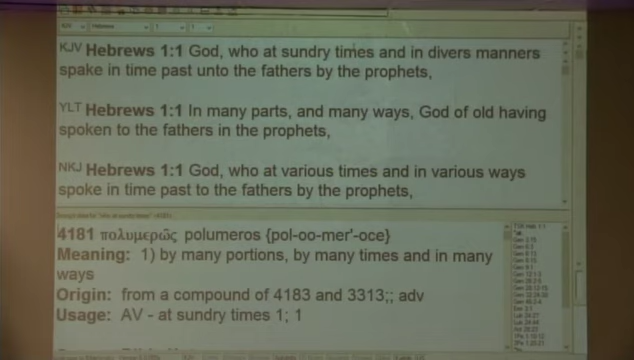 KJV Hebrews 1:1 God, who at sundry times and in divers manners
spake in time past unto the fathers by the prophets,
YLT Hebrews 1:1 In many parts, and many ways, God of old having
spoken to the fathers in the prophets,
NKJ Hebrews 1:1 God, who at various times and in various ways
spoke in time past to the fathers by the prophets,
4181 πολυμερῶς polumeros {pol-oo-mer'-oce}
Meaning: 1) by many portions, by many times and in many
ways
Origin: from a compound of 4183 and 3313;; adv
Usage: AV - at sundry times 1; 1